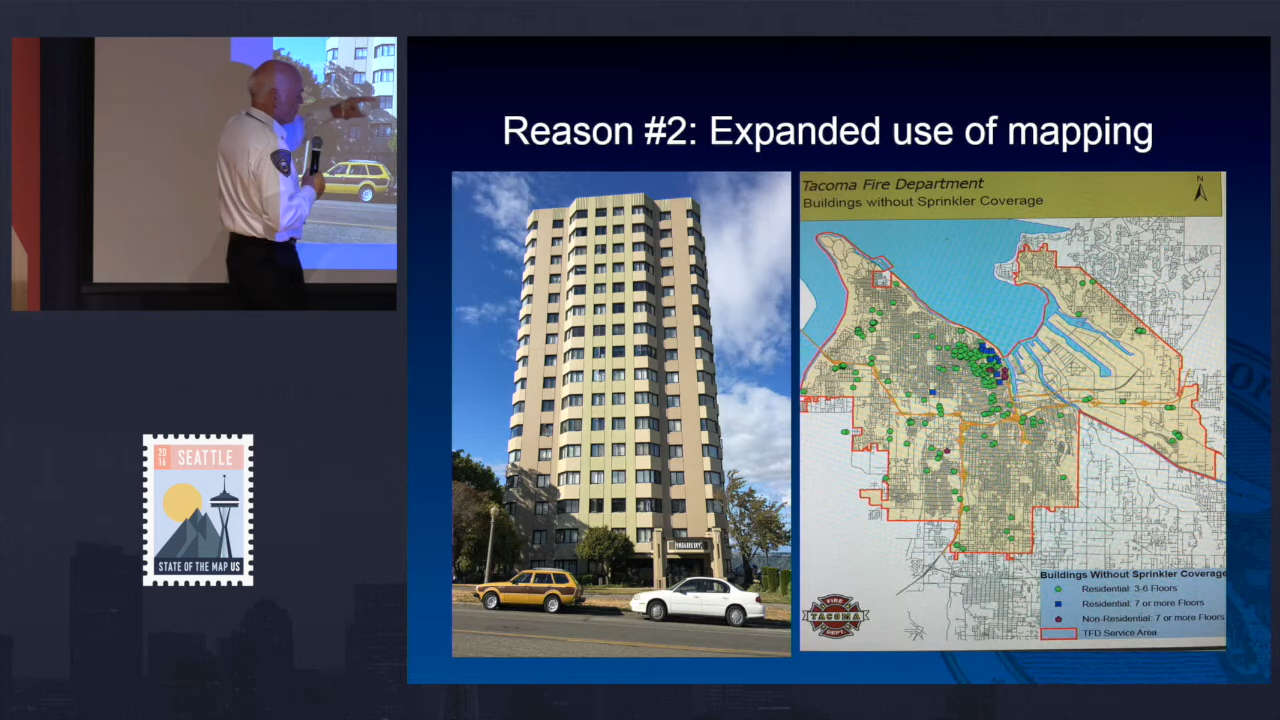 Reason #2: Expanded use of mapping
Tacoma Fire Department
Buildings without Sprinkler Coverage
N
Buildings Without Sprinkler Coverage
Residential: 3-6 Floors
Residential: 7 or more Floors
Non-Residential: 7 or more Floors
TFD Service Area
FIRE
TACOMA
DEPT.
20
16
SEATTLE
STATE OF THE MAP US